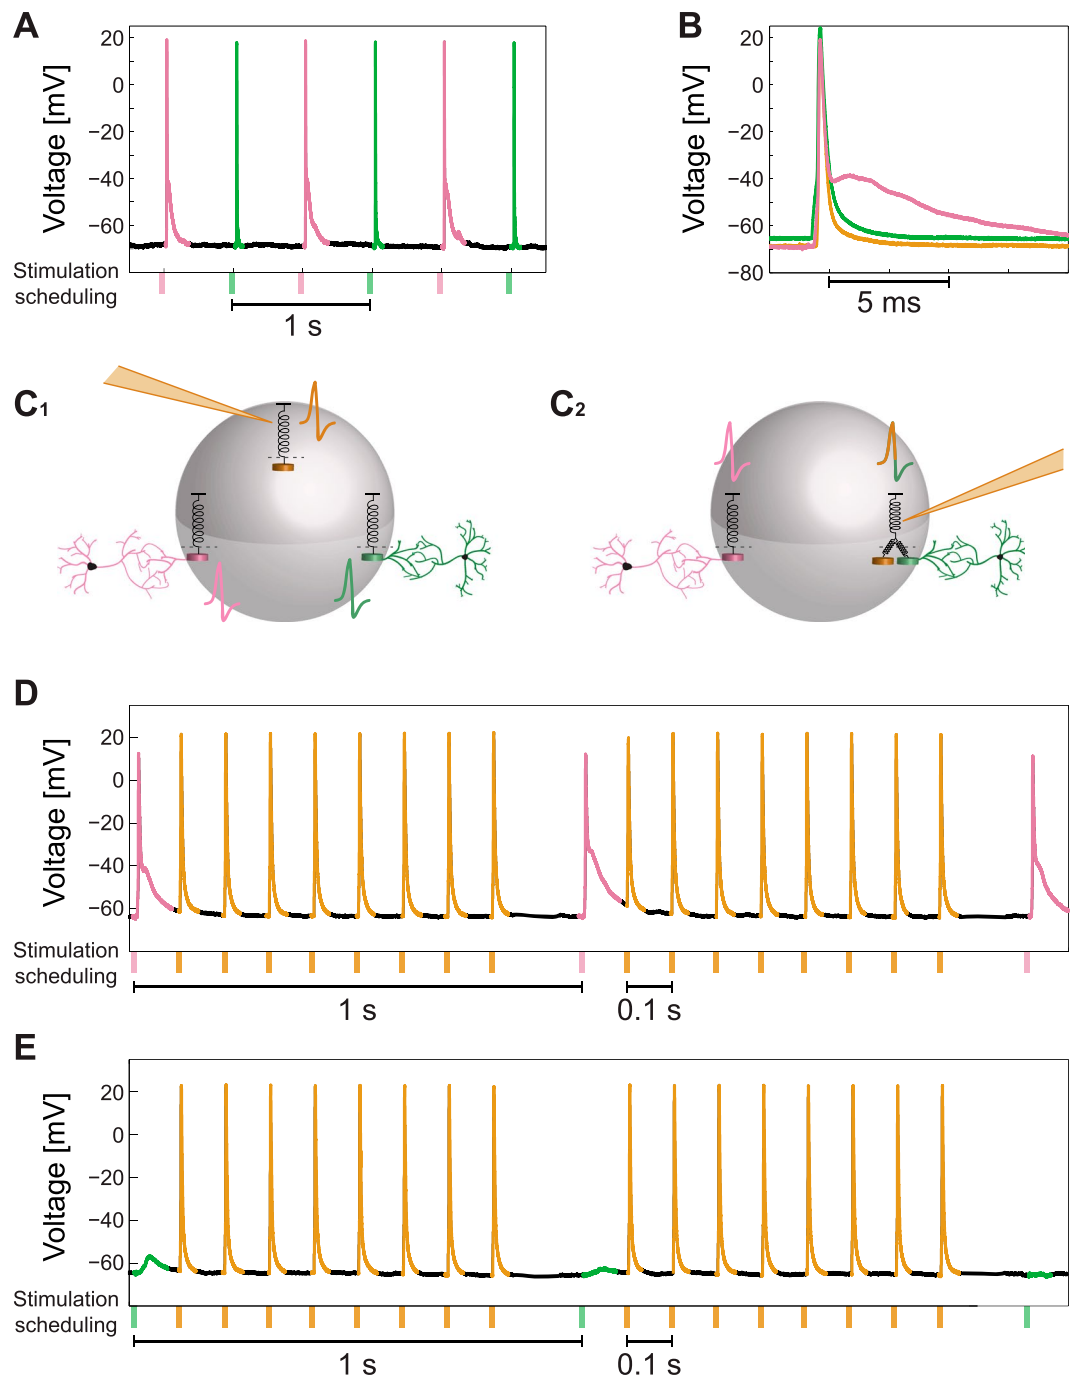 A
Voltage [mV]
20
0
−20
−40
−60
Stimulation
scheduling
1 s
B
Voltage [mV]
20
0
−20
−40
−60
−80
5 ms
C1
C2
D
Voltage [mV]
20
0
−20
−40
−60
Stimulation
scheduling
1 s
0.1 s
E
Voltage [mV]
20
0
−20
−40
−60
Stimulation
scheduling
1 s
0.1 s